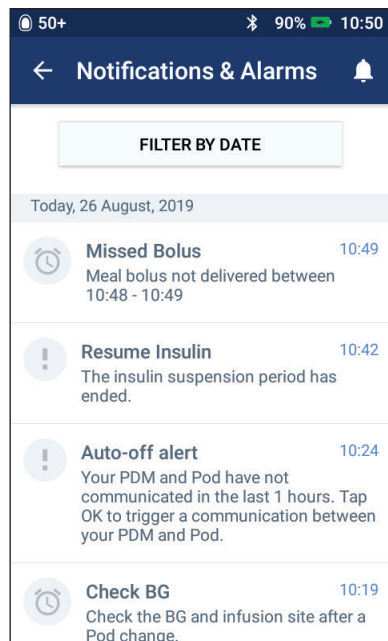 50+ 90% 10:50
Notifications & Alarms
FILTER BY DATE
Today, 26 August, 2019
Missed Bolus 10:49
Meal bolus not delivered between
10:48 - 10:49
Resume Insulin 10:42
The insulin suspension period has
ended.
Auto-off alert 10:24
Your PDM and Pod have not
communicated in the last 1 hours. Tap
OK to trigger a communication between
your PDM and Pod.
Check BG 10:19
Check the BG and infusion site after a
Pod change.